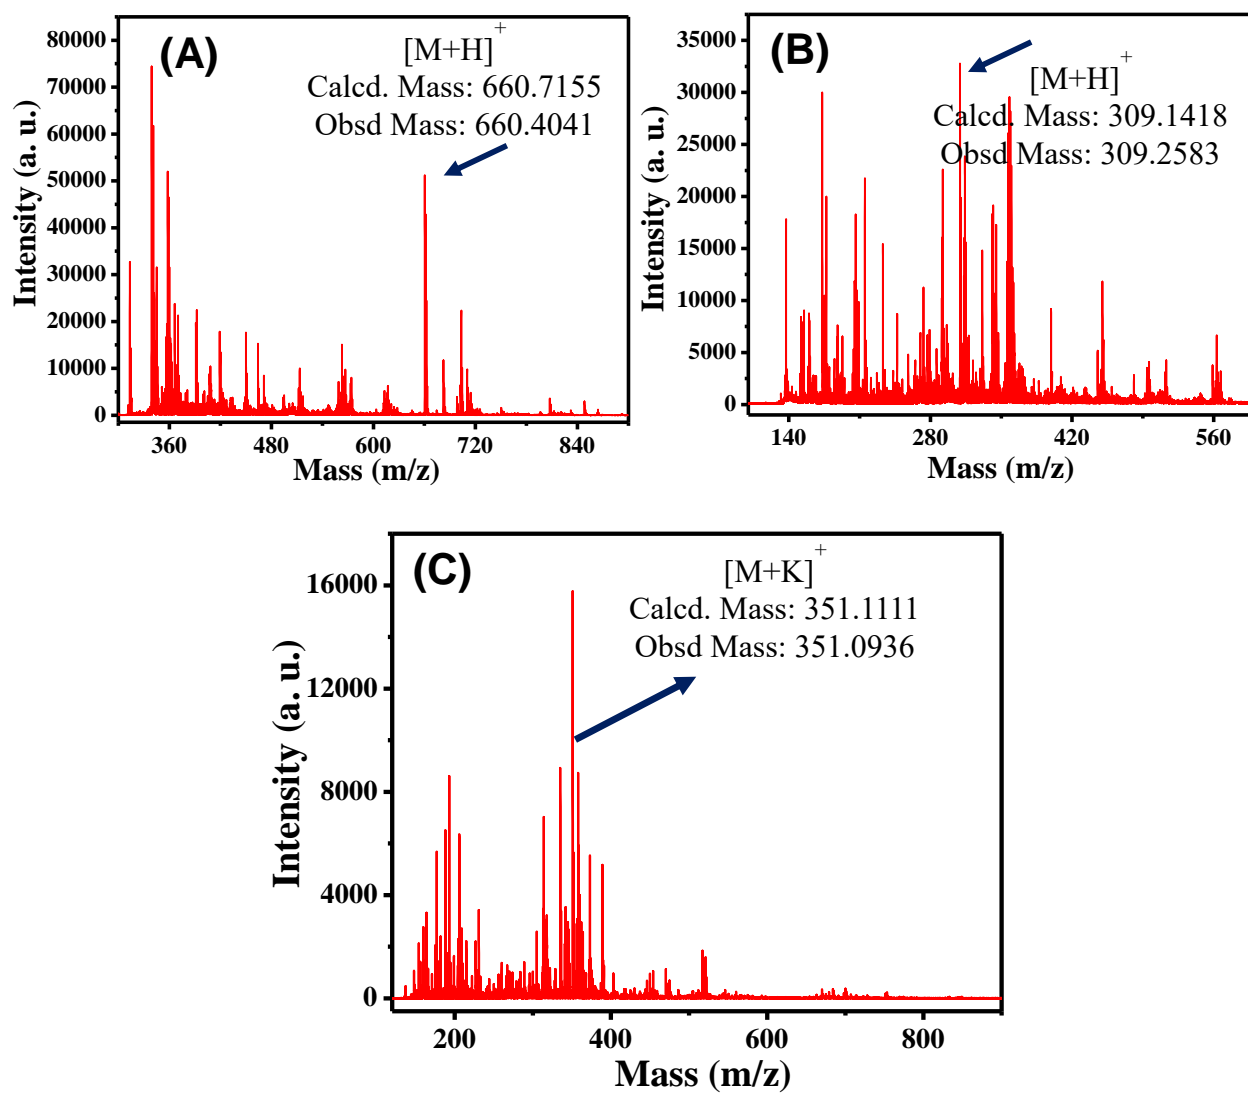 (A)
[M+H]+
Calcd. Mass: 660.7155
Obsd Mass: 660.4041
Intensity (a. u.)
80000
70000
60000
50000
40000
30000
20000
10000
0
360 480 600 720 840
Mass (m/z)
(B)
[M+H]+
Calcd. Mass: 309.1418
Obsd Mass: 309.2583
Intensity (a. u.)
35000
30000
25000
20000
15000
10000
5000
0
140 280 420 560
Mass (m/z)
(C)
[M+K]+
Calcd. Mass: 351.1111
Obsd Mass: 351.0936
Intensity (a. u.)
16000
12000
8000
4000
0
200 400 600 800
Mass (m/z)